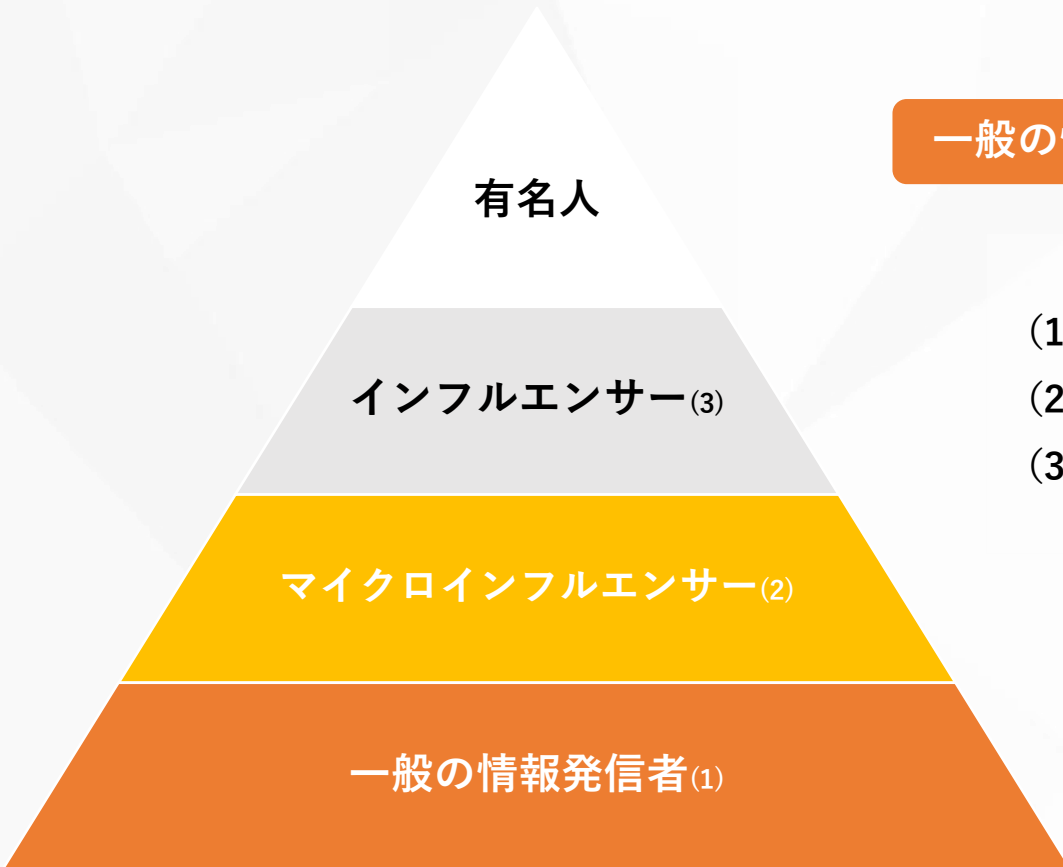 有名人
インフルエンサー(3)
マイクロインフルエンサー(2)
一般の情報発信者(1)
一般の
(1
(2
(3